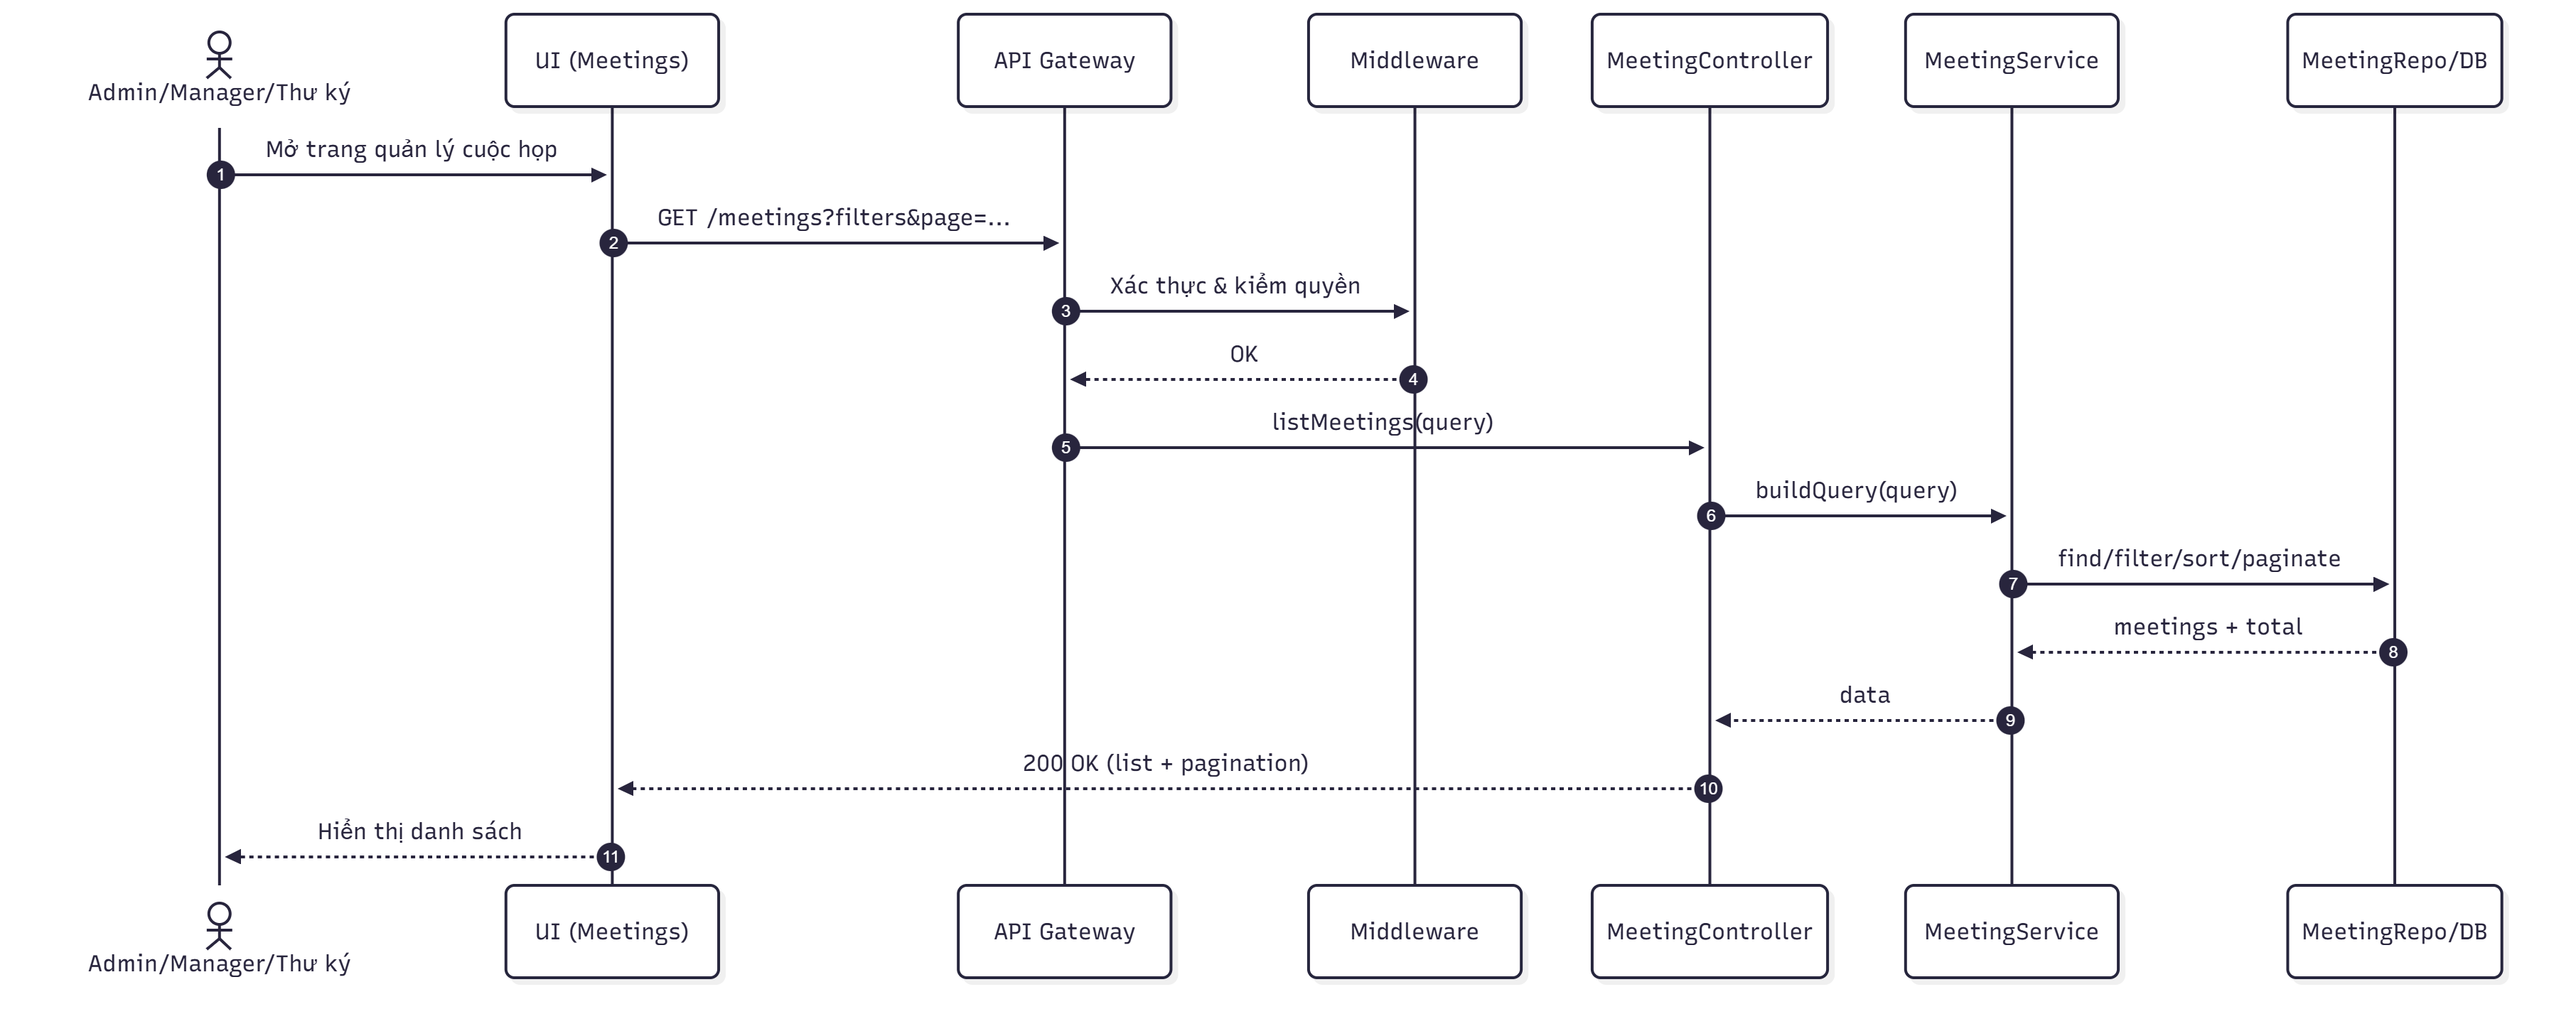 Admin/Manager/Thư ký
UI (Meetings)
API Gateway
Middleware
MeetingController
MeetingService
MeetingRepo/DB
Mở trang quản lý cuộc họp
1
GET /meetings?filters&page=...
2
Xác thực & kiểm quyền
3
OK
4
listMeetings(query)
5
buildQuery(query)
6
find/filter/sort/paginate
7
meetings + total
8
data
9
200 OK (list + pagination)
10
Hiển thị danh sách
11
Admin/Manager/Thư ký
UI (Meetings)
API Gateway
Middleware
MeetingController
MeetingService
MeetingRepo/DB